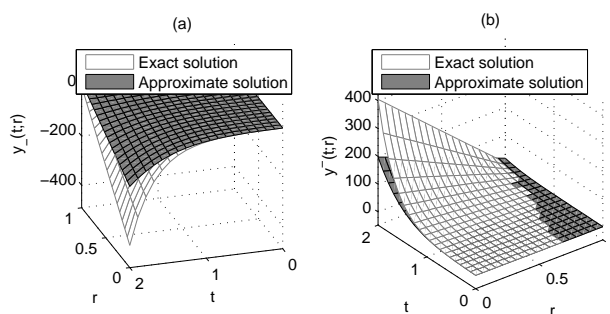 (a)
Exact solution
Approximate solution
0
−200
−400
y_(t;r)
1
0.5
0
r
2
1
0
t
(b)
Exact solution
Approximate solution
400
300
200
100
0
y¯(t;r)
2
1
0
t
0
0.5
r